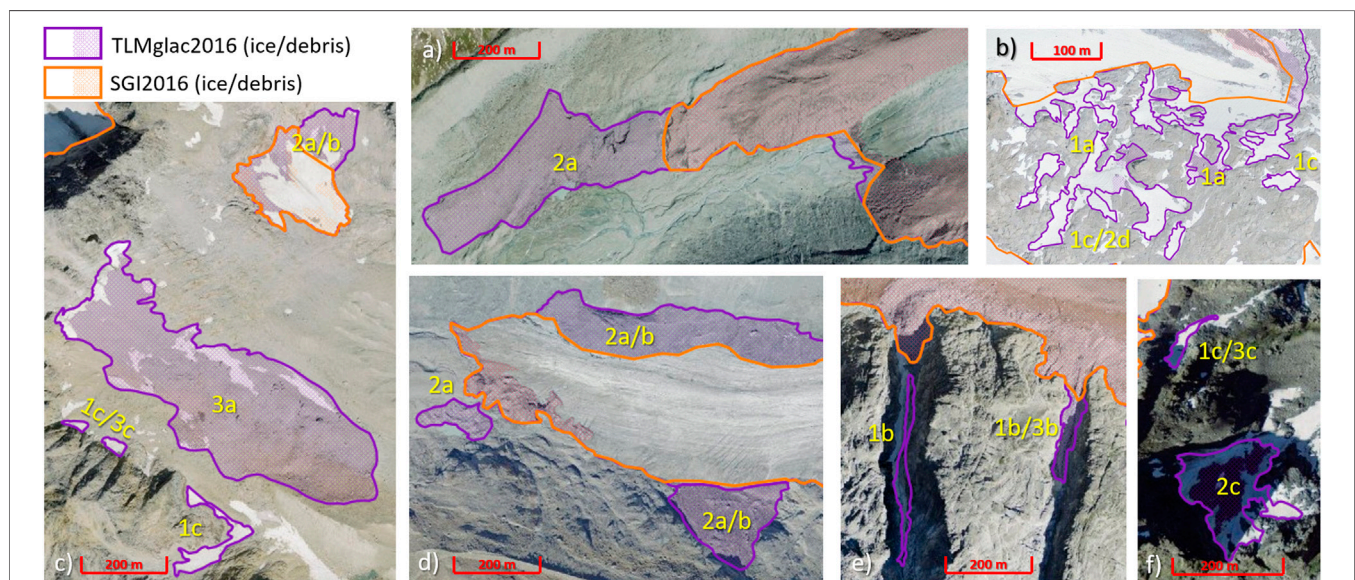 TLMglac2016 (ice/debris)
SGI2016 (ice/debris)
a)
200 m
2a
b)
100 m
1a
1a
1c
1c/2d
2a/b
3a
1c/3c
1c
c)
200 m
2a/b
2a
2a/b
d)
200 m
1b
1b/3b
e)
200 m
1c/3c
2c
f)
200 m